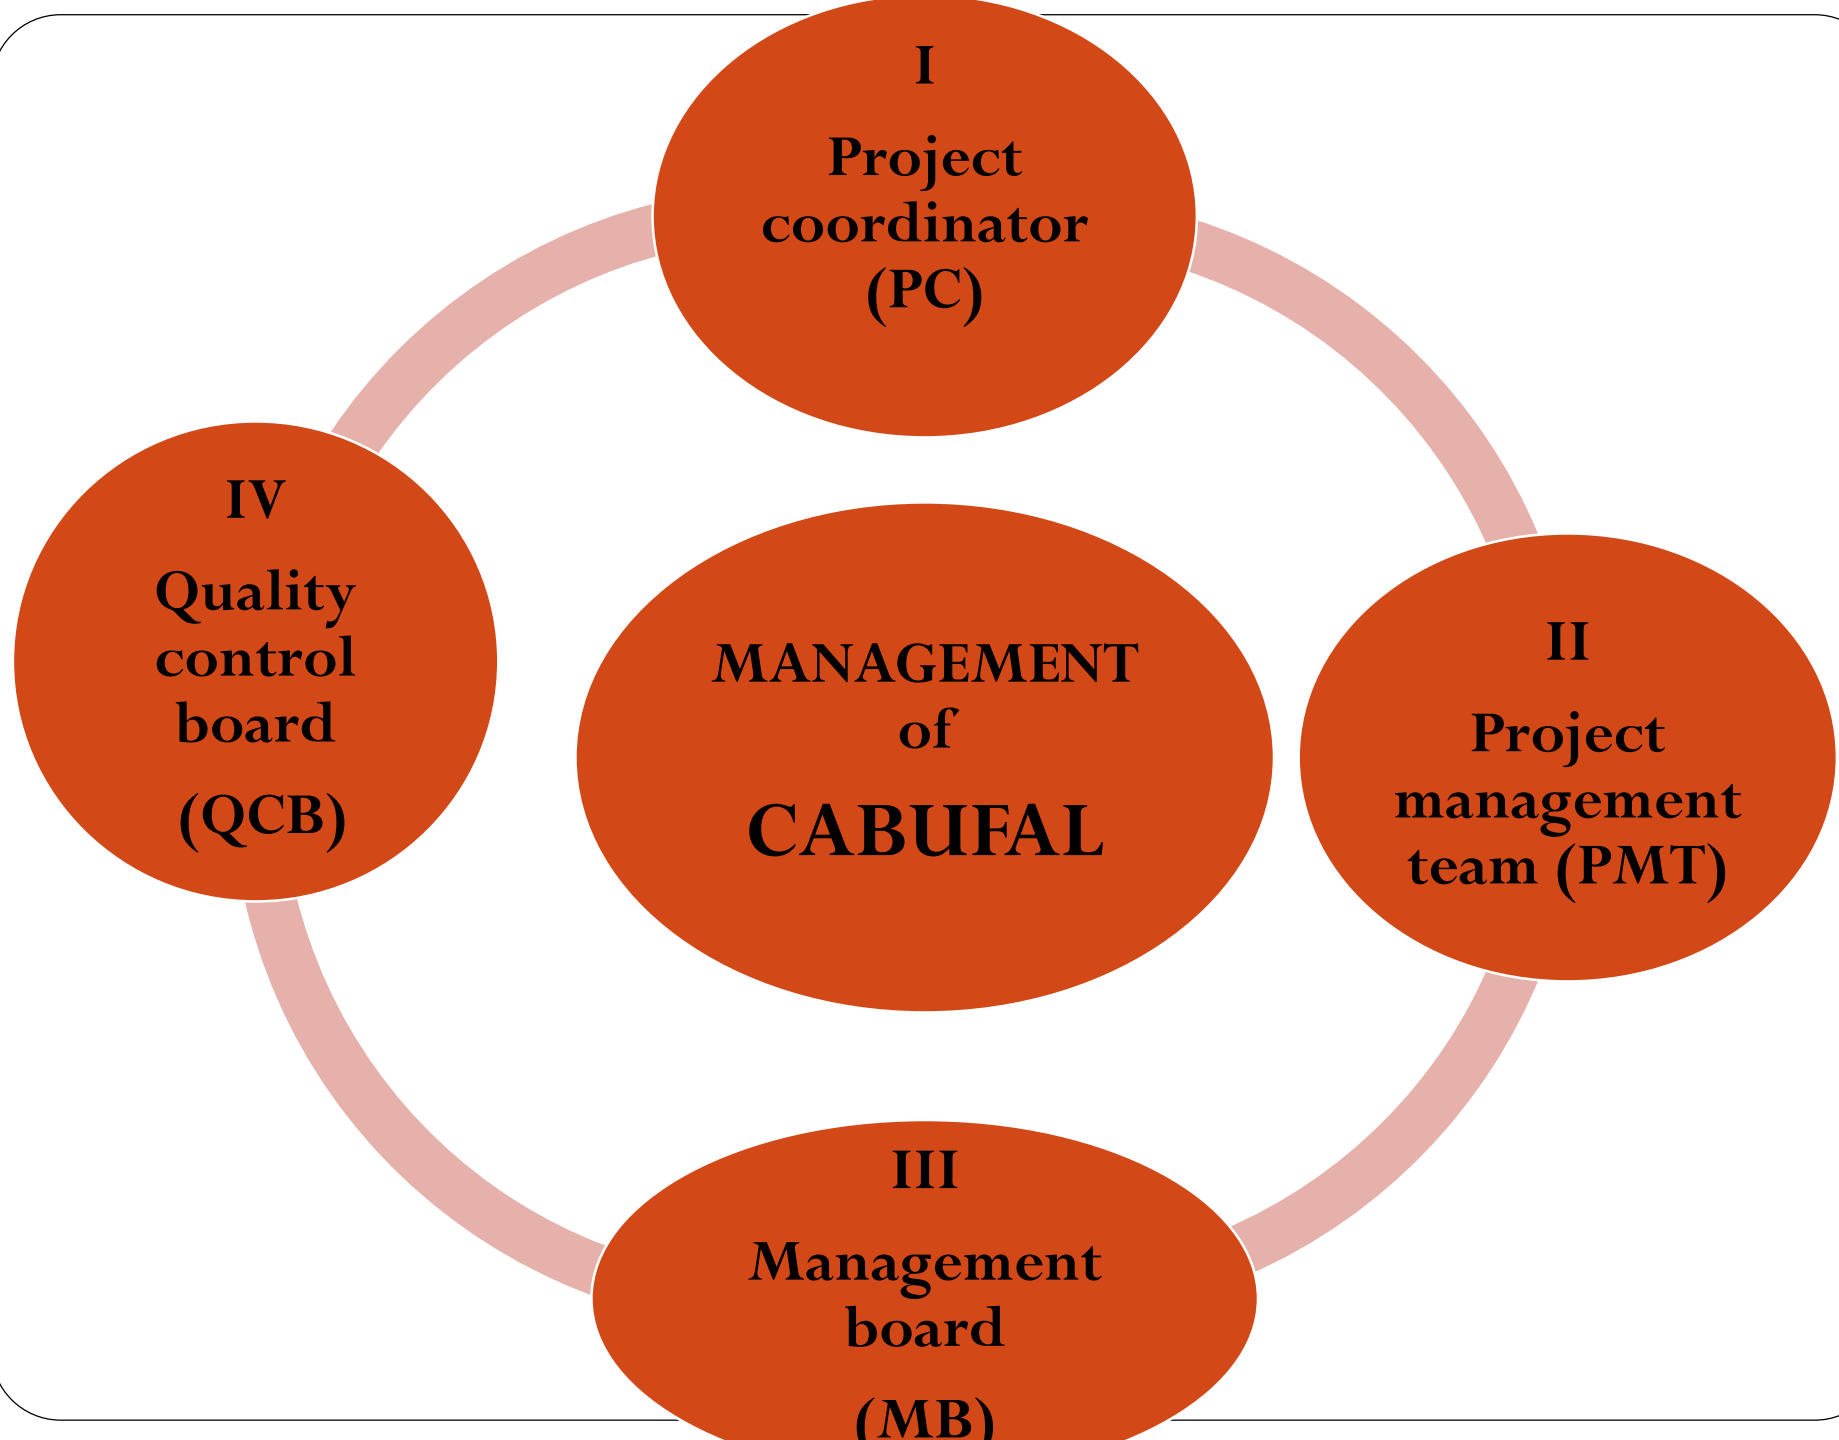 I
Project
coordinator
(PC)
II
Project
management
team (PMT)
III
Management
board
(MB)
IV
Quality
control
board
(QCB)
MANAGEMENT
of
CABUFAL